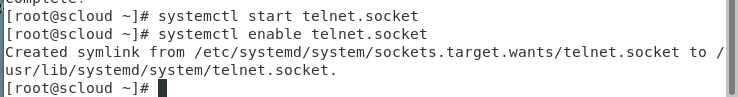 Complete!
[root@scloud ~]# systemctl start telnet.socket
[root@scloud ~]# systemctl enable telnet.socket
Created symlink from /etc/systemd/system/sockets.target.wants/telnet.socket to /
usr/lib/systemd/system/telnet.socket.
[root@scloud ~]#